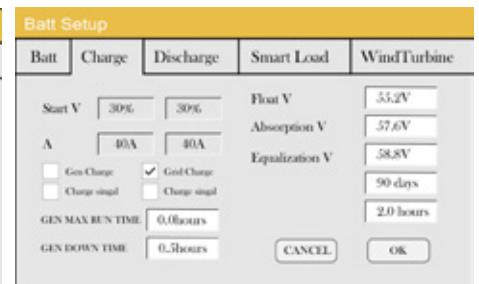 Batt Setup
Batt Charge Discharge Smart Load WindTurbine
Start V 30% 30%
A 40A 40A
Gen Charge Grid Charge
Charge singal Charge singal
GEN MAX RUN TIME 0.0hours
GEN DOWN TIME 0.5hours
Float V 55.2V
Absorption V 57.6V
Equalization V 58.8V
90 days
2.0 hours
CANCEL OK